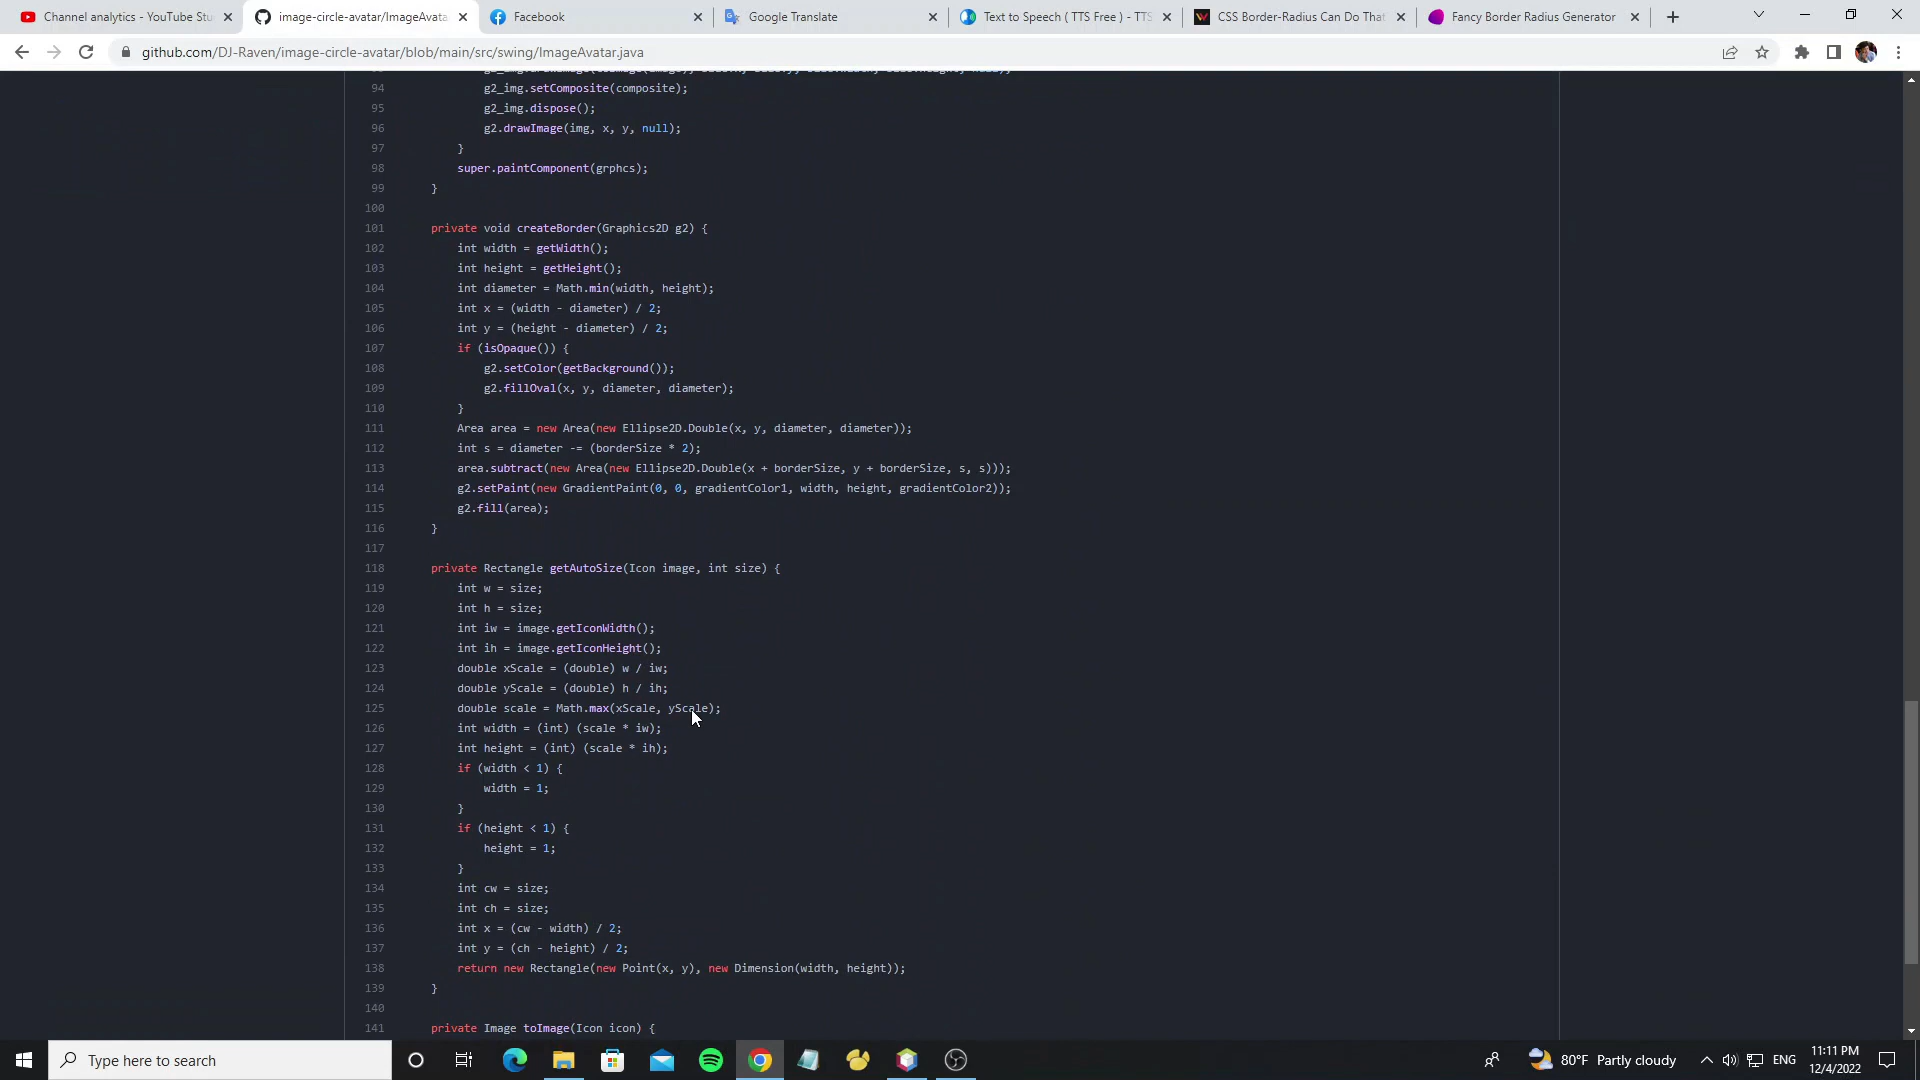 Channel analytics - YouTube Stu
image-circle-avatar/ImageAvata
Facebook
Google Translate
Text to Speech ( TTS Free ) - TTS
CSS Border-Radius Can Do That
Fancy Border Radius Generator
github.com/DJ-Raven/image-circle-avatar/blob/main/src/swing/ImageAvatar.java
94 g2_img.setComposite(composite);
95 g2_img.dispose();
96 g2.drawImage(img, x, y, null);
97 }
98 super.paintComponent(grphcs);
99 }
100
101 private void createBorder(Graphics2D g2) {
102 int width = getWidth();
103 int height = getHeight();
104 int diameter = Math.min(width, height);
105 int x = (width - diameter) / 2;
106 int y = (height - diameter) / 2;
107 if (isOpaque()) {
108 g2.setColor(getBackground());
109 g2.fillOval(x, y, diameter, diameter);
110 }
111 Area area = new Area(new Ellipse2D.Double(x, y, diameter, diameter));
112 int s = diameter -= (borderSize * 2);
113 area.subtract(new Area(new Ellipse2D.Double(x + borderSize, y + borderSize, s, s)));
114 g2.setPaint(new GradientPaint(0, 0, gradientColor1, width, height, gradientColor2));
115 g2.fill(area);
116 }
117
118 private Rectangle getAutoSize(Icon image, int size) {
119 int w = size;
120 int h = size;
121 int iw = image.getIconWidth();
122 int ih = image.getIconHeight();
123 double xScale = (double) w / iw;
124 double yScale = (double) h / ih;
125 double scale = Math.max(xScale, yScale);
126 int width = (int) (scale * iw);
127 int height = (int) (scale * ih);
128 if (width < 1) {
129 width = 1;
130 }
131 if (height < 1) {
132 height = 1;
133 }
134 int cw = size;
135 int ch = size;
136 int x = (cw - width) / 2;
137 int y = (ch - height) / 2;
138 return new Rectangle(new Point(x, y), new Dimension(width, height));
139 }
140
141 private Image toImage(Icon icon) {
Type here to search
80°F Partly cloudy
ENG
11:11 PM
12/4/2022